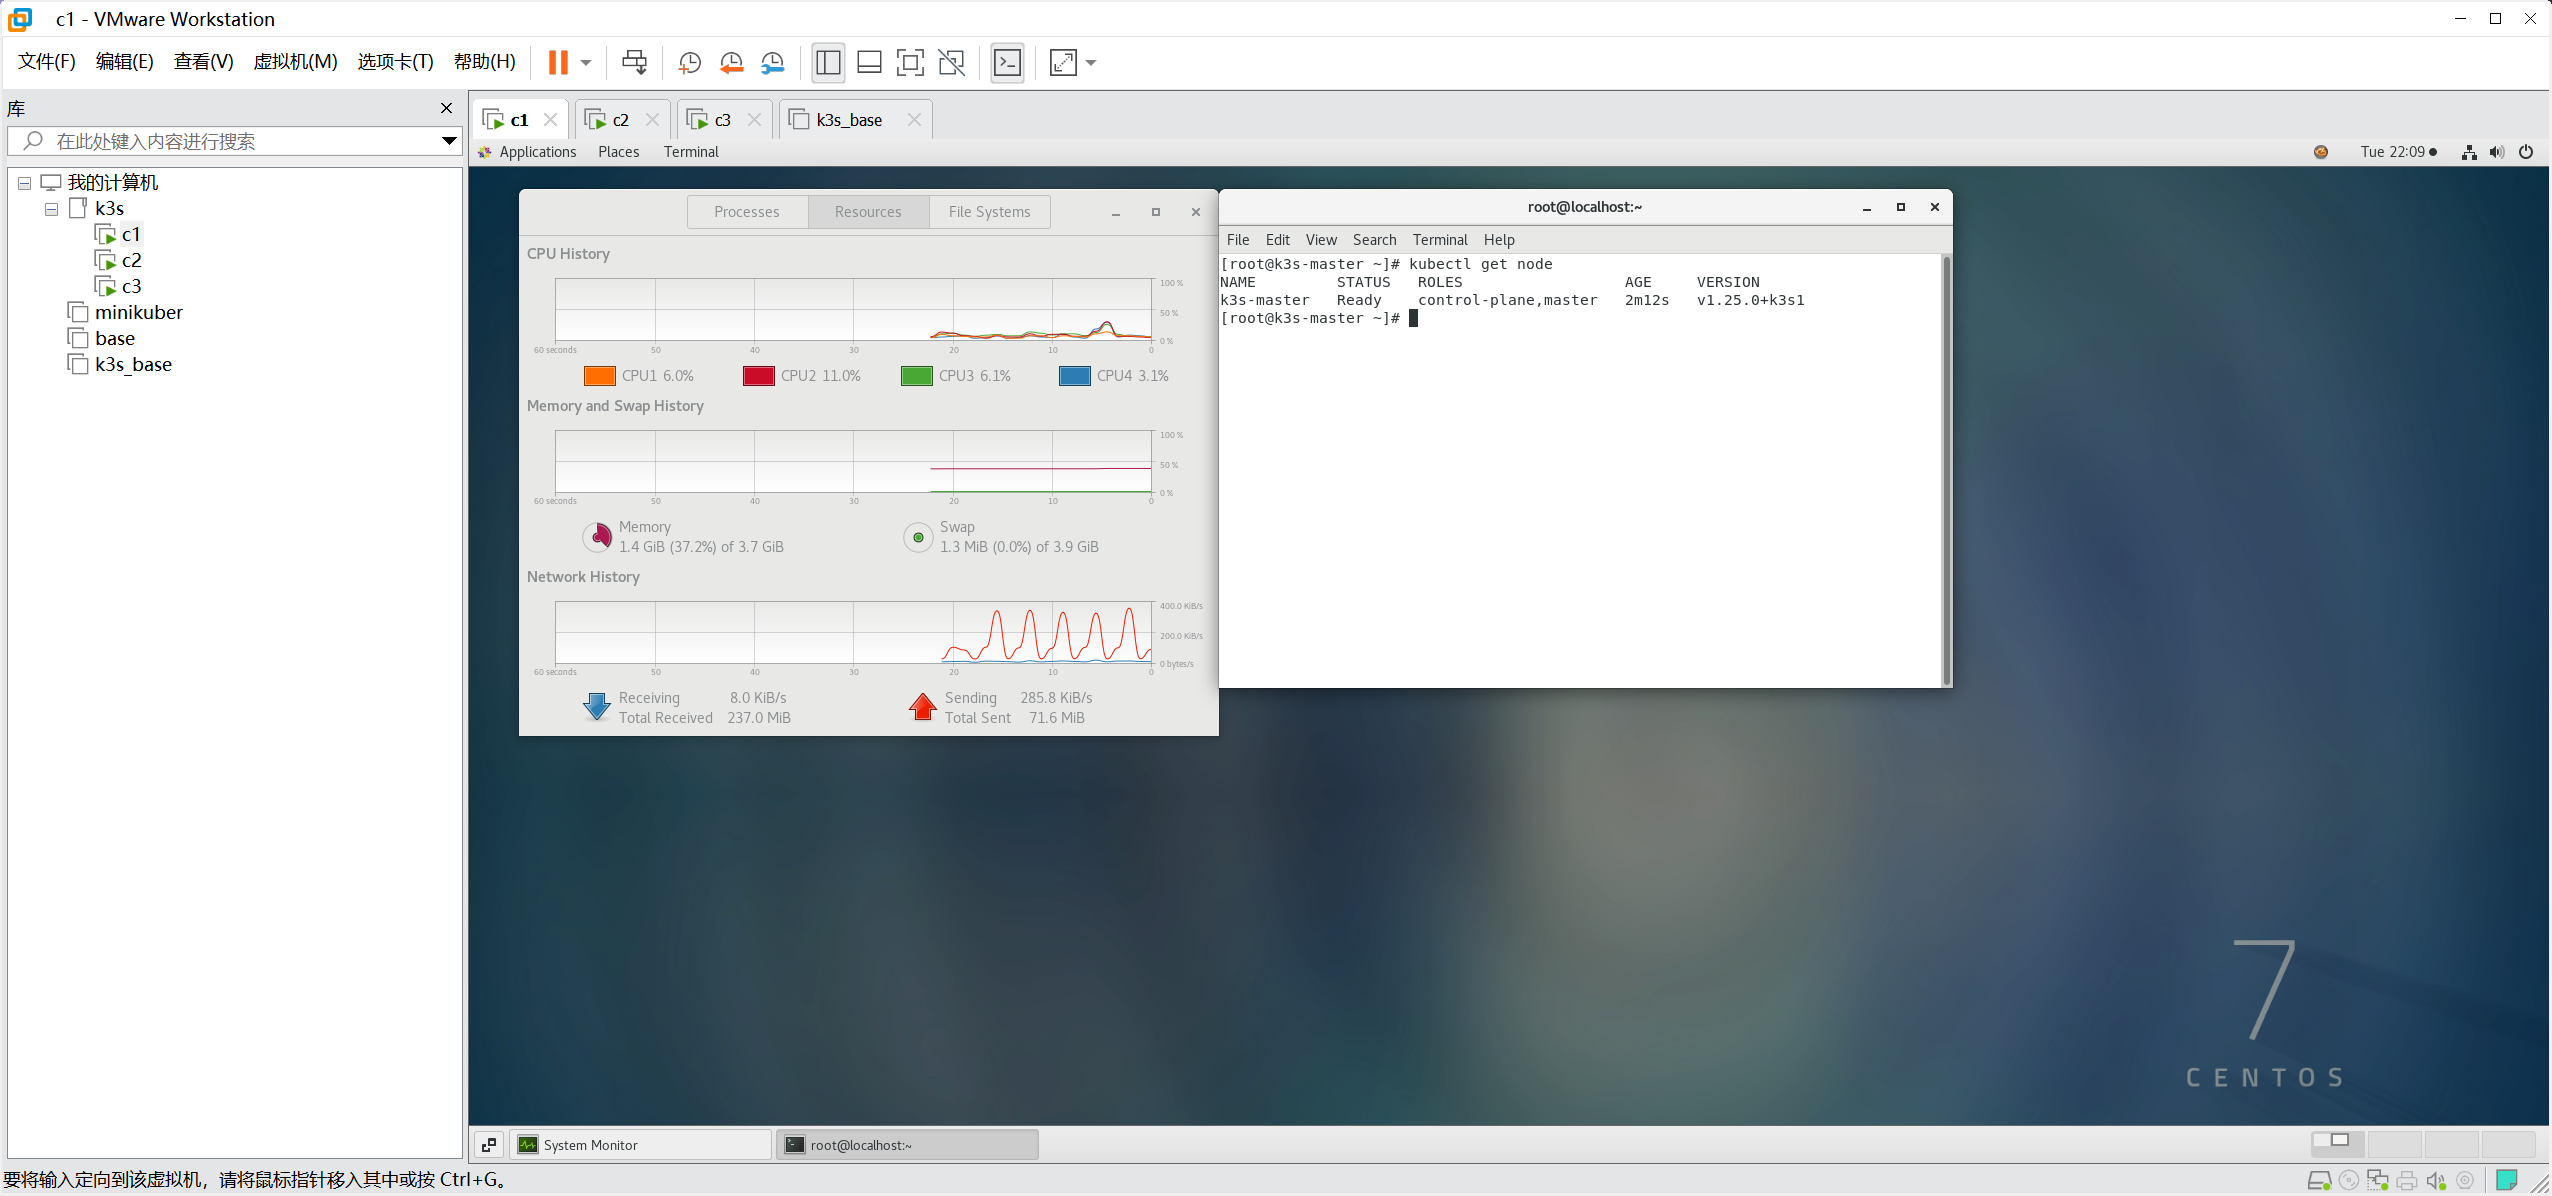 c1 - VMware Workstation
文件(F) 编辑(E) 查看(V) 虚拟机(M) 选项卡(T) 帮助(H)
库
在此处键入内容进行搜索
我的计算机
k3s
c1
c2
c3
minikuber
base
k3s_base
c1 c2 c3 k3s_base
Applications Places Terminal Tue 22:09
Processes Resources File Systems
CPU History
100 %
50 %
0 %
60 seconds 50 40 30 20 10 0
CPU1 6.0% CPU2 11.0% CPU3 6.1% CPU4 3.1%
Memory and Swap History
100 %
50 %
0 %
60 seconds 50 40 30 20 10 0
Memory
1.4 GiB (37.2%) of 3.7 GiB
Swap
1.3 MiB (0.0%) of 3.9 GiB
Network History
400.0 KiB/s
200.0 KiB/s
0 bytes/s
60 seconds 50 40 30 20 10 0
Receiving 8.0 KiB/s
Total Received 237.0 MiB
Sending 285.8 KiB/s
Total Sent 71.6 MiB
root@localhost:~
File Edit View Search Terminal Help
[root@k3s-master ~]# kubectl get node
NAME STATUS ROLES AGE VERSION
k3s-master Ready control-plane,master 2m12s v1.25.0+k3s1
[root@k3s-master ~]#
7
CENTOS
System Monitor root@localhost:~
要将输入定向到该虚拟机，请将鼠标指针移入其中或按 Ctrl+G。